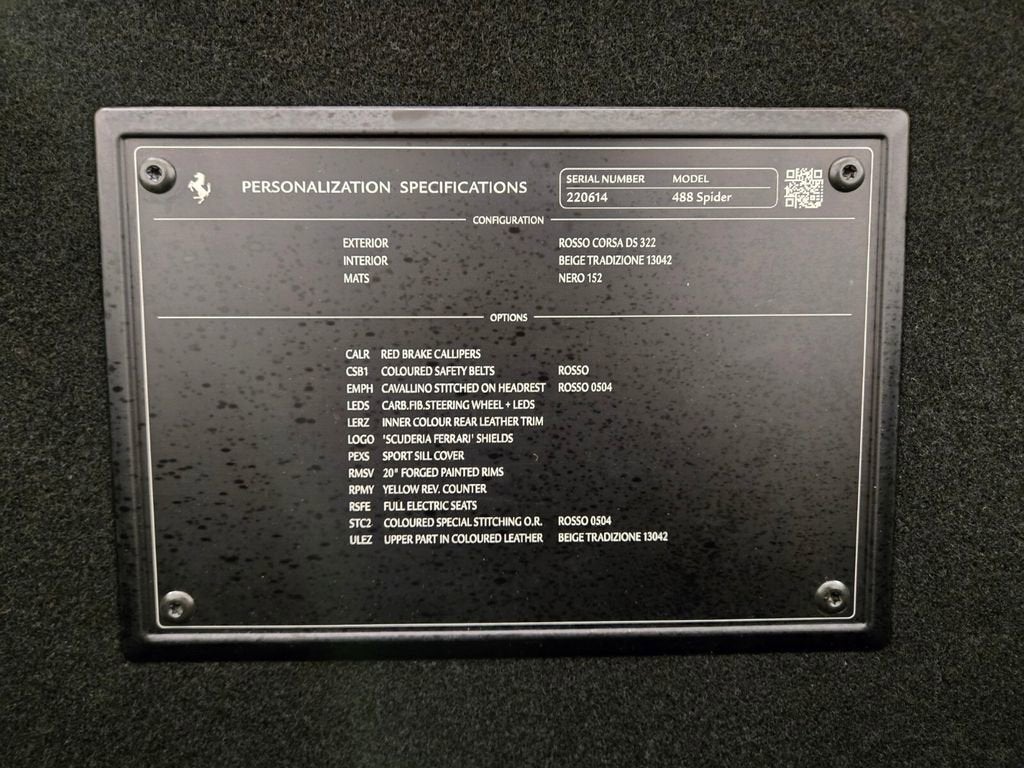 PERSONALIZATION SPECIFICATIONS
SERIAL NUMBER MODEL
220614 488 Spider
CONFIGURATION
EXTERIOR ROSSO CORSA DS 322
INTERIOR BEIGE TRADIZIONE 13042
MATS NERO 152
OPTIONS
CALR RED BRAKE CALLIPERS
CSB1 COLOURED SAFETY BELTS ROSSO
EMPH CAVALLINO STITCHED ON HEADREST ROSSO 0504
LEDS CARB.FIB.STEERING WHEEL + LEDS
LERZ INNER COLOUR REAR LEATHER TRIM
LOGO 'SCUDERIA FERRARI' SHIELDS
PEXS SPORT SILL COVER
RMSV 20" FORGED PAINTED RIMS
RPMY YELLOW REV. COUNTER
RSFE FULL ELECTRIC SEATS
STC2 COLOURED SPECIAL STITCHING O.R. ROSSO 0504
ULEZ UPPER PART IN COLOURED LEATHER BEIGE TRADIZIONE 13042